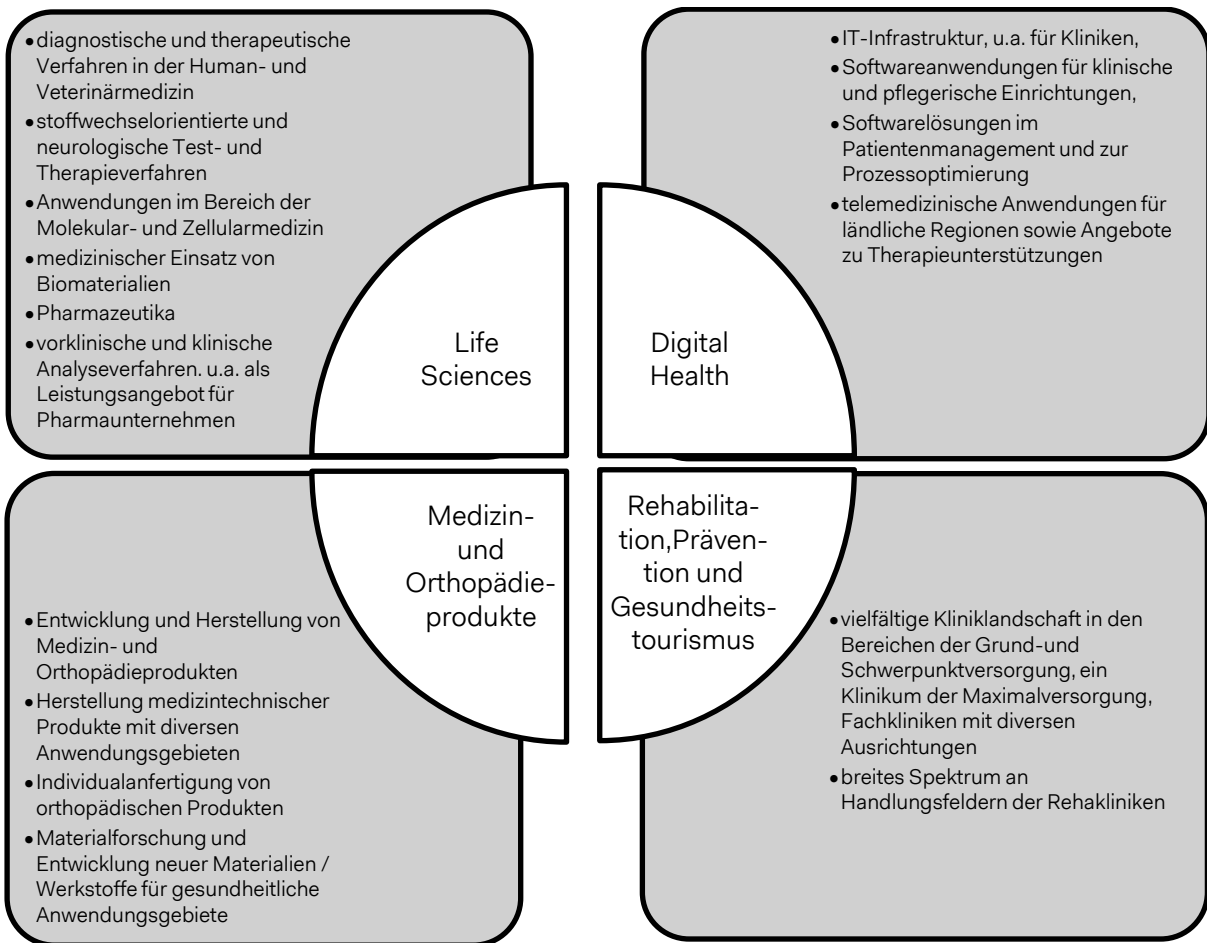 •diagnostische und therapeutische
Verfahren in der Human- und
Veterinärmedizin
•stoffwechselorientierte und
neurologische Test- und
Therapieverfahren
•Anwendungen im Bereich der
Molekular- und Zellularmedizin
•medizinischer Einsatz von
Biomaterialien
•Pharmazeutika
•vorklinische und klinische
Analyseverfahren. u.a. als
Leistungsangebot für
Pharmaunternehmen
Life
Sciences
•IT-Infrastruktur, u.a. für Kliniken,
•Softwareanwendungen für klinische
und pflegerische Einrichtungen,
•Softwarelösungen im
Patientenmanagement und zur
Prozessoptimierung
•telemedizinische Anwendungen für
ländliche Regionen sowie Angebote
zu Therapieunterstützungen
Digital
Health
Medizin-
und
Orthopädie-
produkte
•Entwicklung und Herstellung von
Medizin- und
Orthopädieprodukten
•Herstellung medizintechnischer
Produkte mit diversen
Anwendungsgebieten
•Individualanfertigung von
orthopädischen Produkten
•Materialforschung und
Entwicklung neuer Materialien /
Werkstoffe für gesundheitliche
Anwendungsgebiete
Rehabilita-
tion,Präven-
tion und
Gesundheits-
tourismus
•vielfältige Kliniklandschaft in den
Bereichen der Grund-und
Schwerpunktversorgung, ein
Klinikum der Maximalversorgung,
Fachkliniken mit diversen
Ausrichtungen
•breites Spektrum an
Handlungsfeldern der Rehakliniken